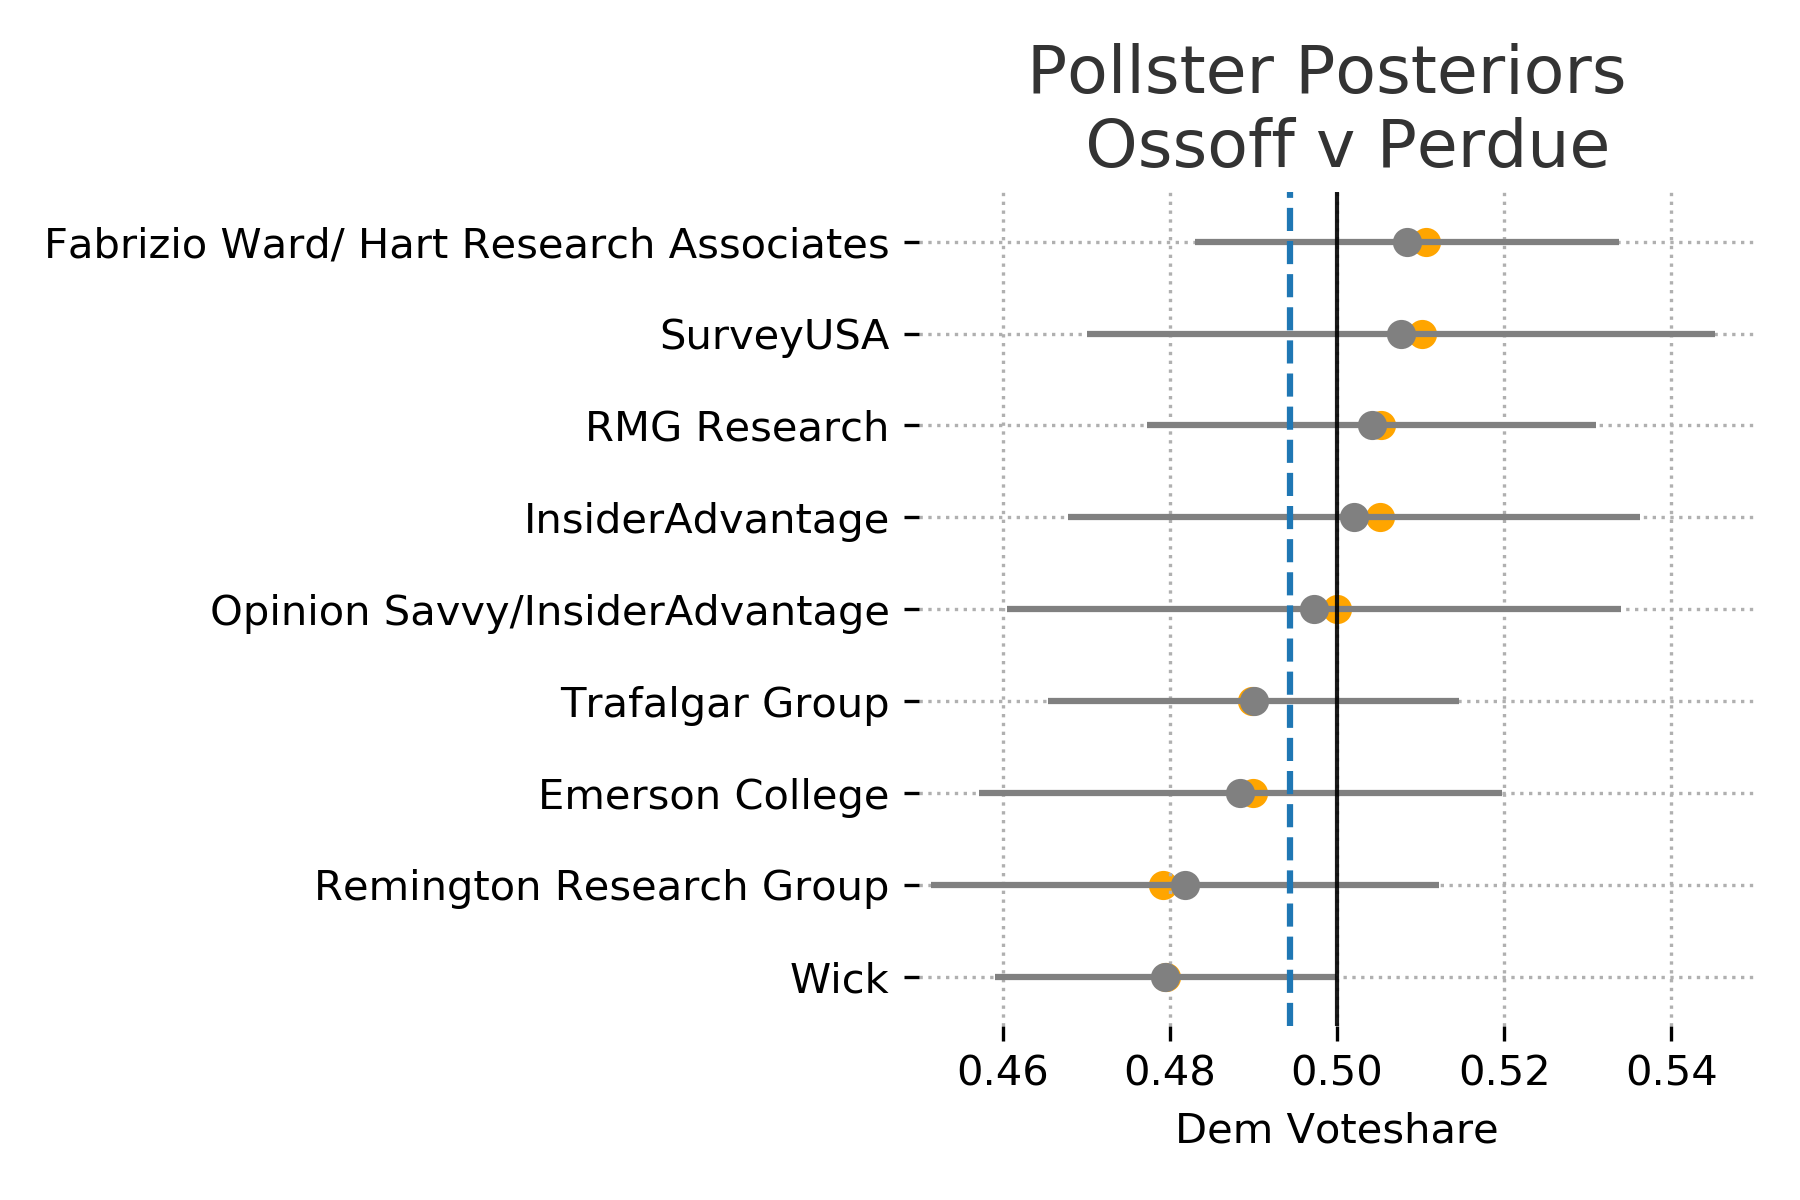 Pollster Posteriors
Ossoff v Perdue
Fabrizio Ward/ Hart Research Associates
SurveyUSA
RMG Research
InsiderAdvantage
Opinion Savvy/InsiderAdvantage
Trafalgar Group
Emerson College
Remington Research Group
Wick
0.46 0.48 0.50 0.52 0.54
Dem Voteshare